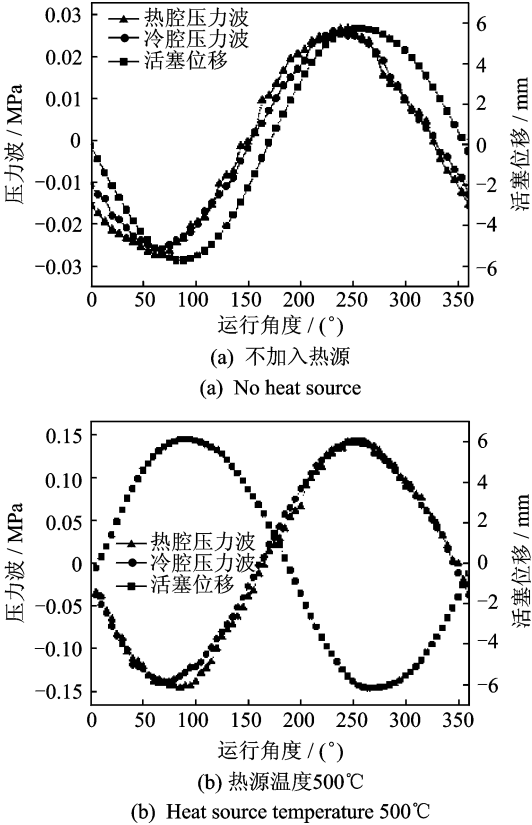 0.03
0.02
0.01
0
−0.01
−0.02
−0.03
压力波 / MPa
热腔压力波
冷腔压力波
活塞位移
6
4
2
0
−2
−4
−6
活塞位移 / mm
0 50 100 150 200 250 300 350
运行角度 / (°)
(a) 不加入热源
(a) No heat source
0.15
0.10
0.05
0
−0.05
−0.10
−0.15
压力波 / MPa
热腔压力波
冷腔压力波
活塞位移
6
4
2
0
−2
−4
−6
活塞位移 / mm
0 50 100 150 200 250 300 350
运行角度 / (°)
(b) 热源温度500℃
(b) Heat source temperature 500℃